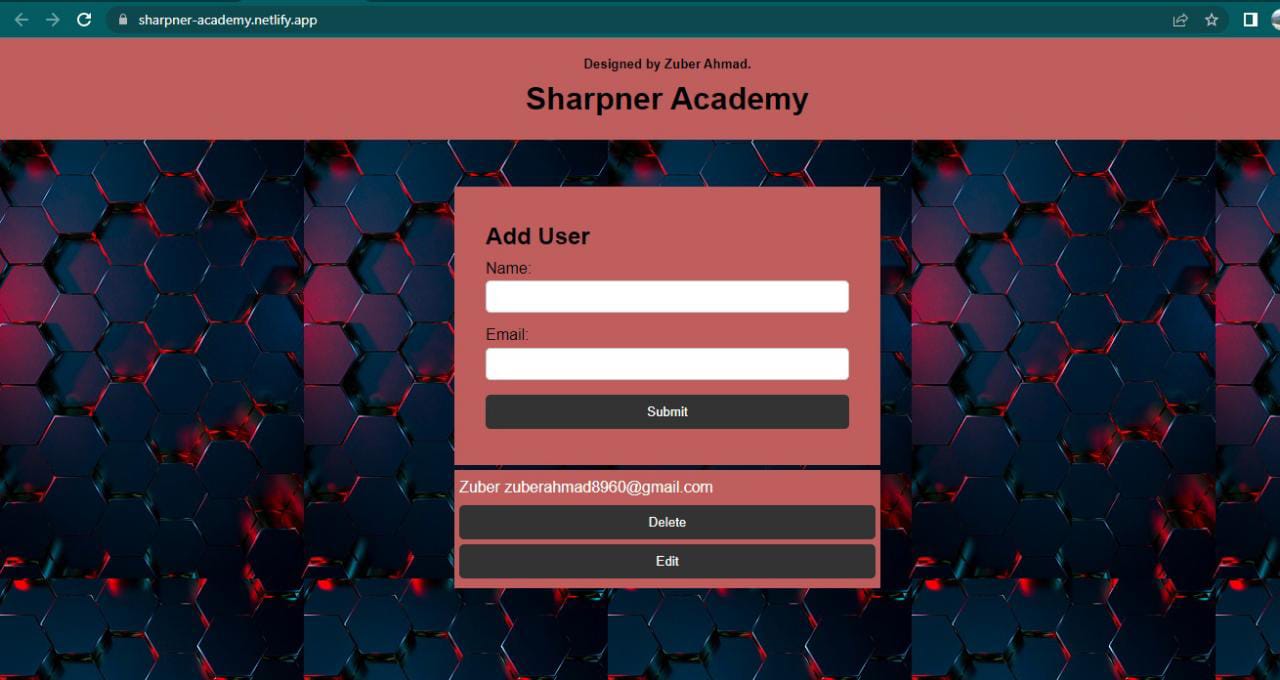 sharpner-academy.netlify.app
Designed by Zuber Ahmad.
Sharpner Academy
Add User
Name:
Email:
Submit
Zuber zuberahmad8960@gmail.com
Delete
Edit